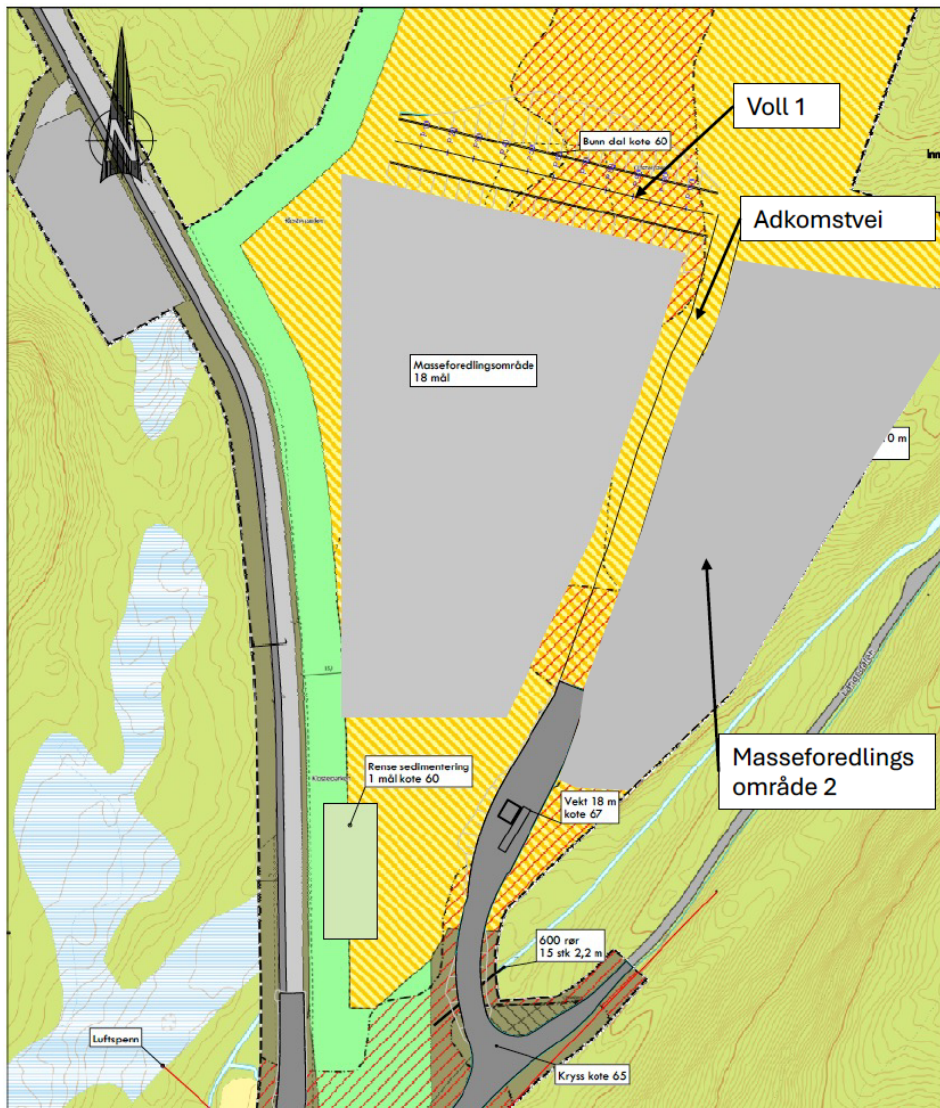 Voll 1
Bunn dal kote 60
Adkomstvei
Masseforedlingsområde
18 mål
0 m
Masseforedlings
område 2
Rense sedimentering
1 mål kote 60
Vekt 18 m
kote 67
600 rør
15 stk 2,2 m
Luftspenn
Kryss kote 65